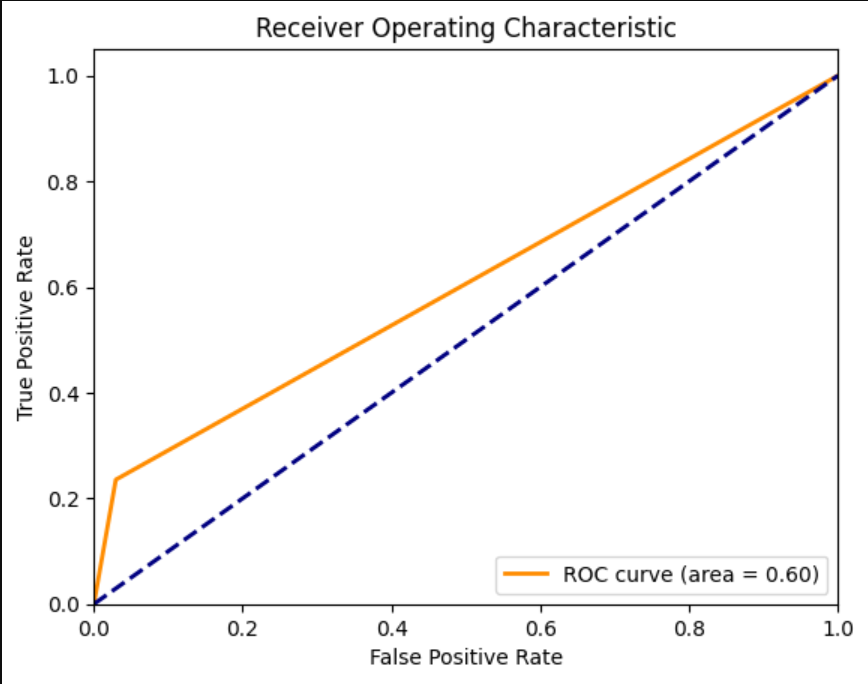 Receiver Operating Characteristic
1.0
0.8
0.6
0.4
0.2
0.0
True Positive Rate
ROC curve (area = 0.60)
0.0 0.2 0.4 0.6 0.8 1.0
False Positive Rate